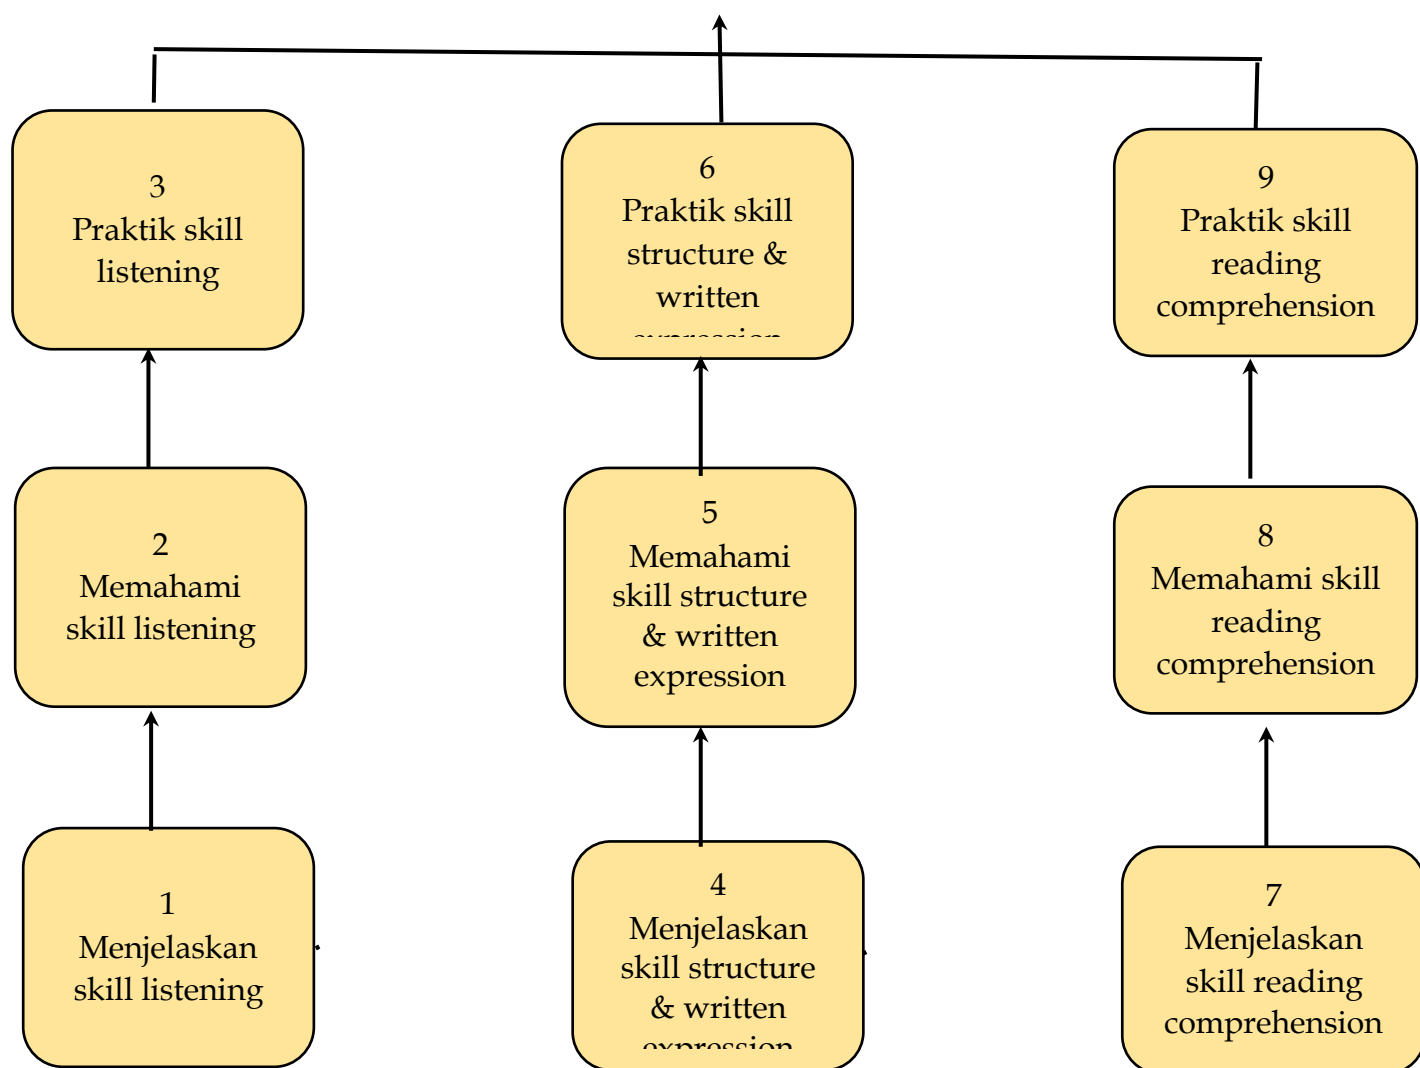 3
Praktik skill
listening
6
Praktik skill
structure &
written
expression
9
Praktik skill
reading
comprehension
2
Memahami
skill listening
5
Memahami
skill structure
& written
expression
8
Memahami skill
reading
comprehension
1
Menjelaskan
skill listening
4
Menjelaskan
skill structure
& written
expression
7
Menjelaskan
skill reading
comprehension